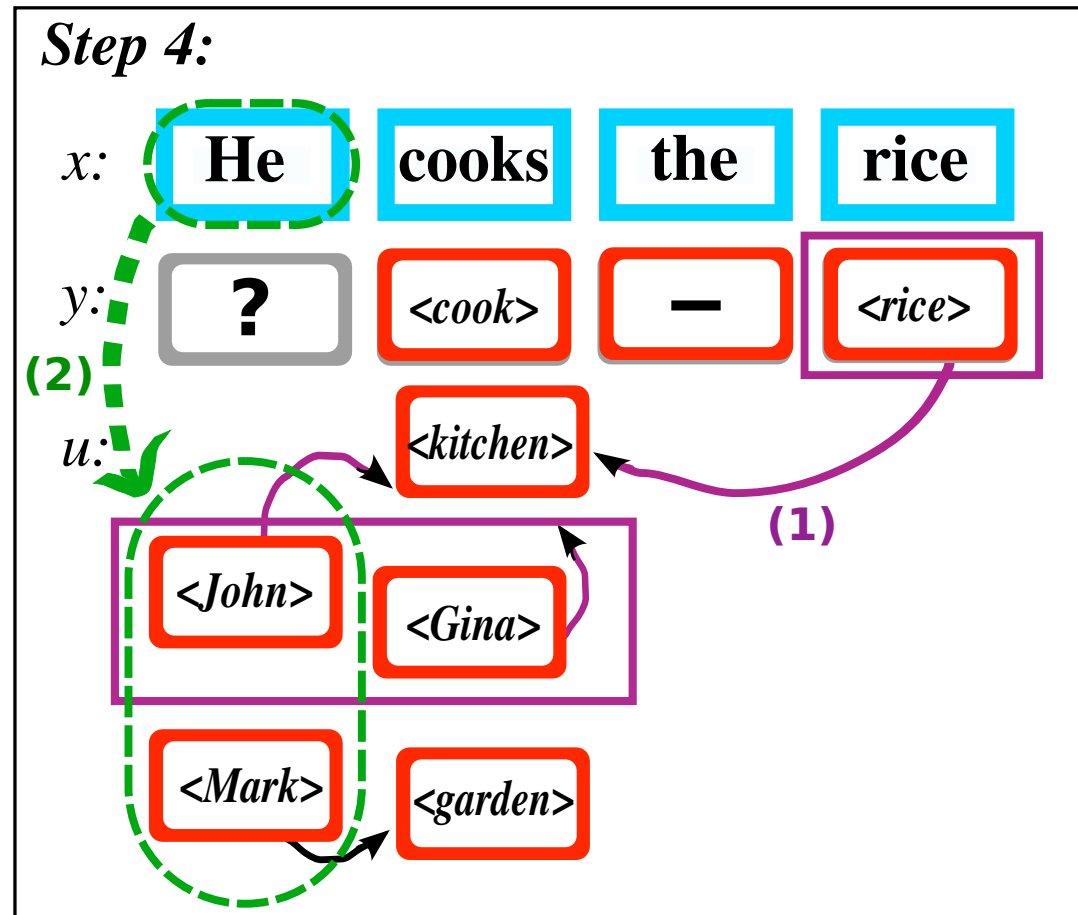 Step 4:
x: He cooks the rice
y: ? <cook> – <rice>
(2)
u: <kitchen>
(1)
<John> <Gina>
<Mark> <garden>